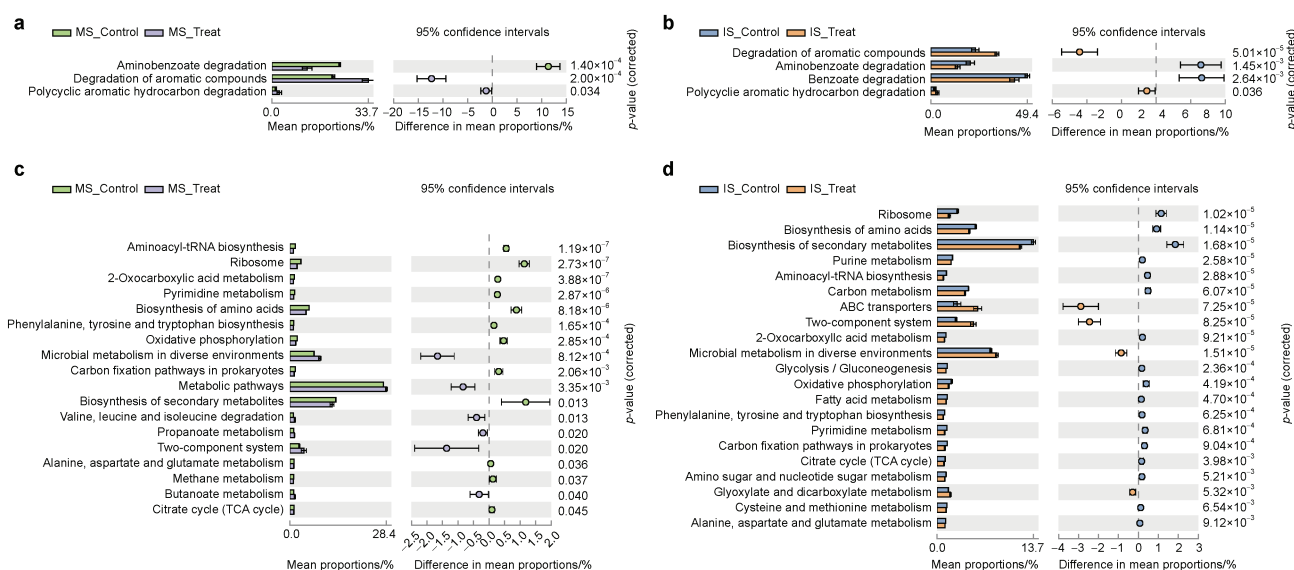 a
MS_Control MS_Treat
95% confidence intervals
Aminobenzoate degradation 1.40×10⁻⁴
Degradation of aromatic compounds 2.00×10⁻⁴
Polycyclic aromatic hydrocarbon degradation 0.034
0.0 33.7 −20 −15 −10 −5 0 5 10 15
Mean proportions/% Difference in mean proportions/%
p-value (corrected)
b
IS_Control IS_Treat
95% confidence intervals
Degradation of aromatic compounds 5.01×10⁻⁵
Aminobenzoate degradation 1.45×10⁻³
Benzoate degradation 2.64×10⁻³
Polycyclie aromatic hydrocarbon degradation 0.036
0.0 49.4 −6 −4 −2 0 2 4 6 8 10
Mean proportions/% Difference in mean proportions/%
p-value (corrected)
c
MS_Control MS_Treat
95% confidence intervals
Aminoacyl-tRNA biosynthesis 1.19×10⁻⁷
Ribosome 2.73×10⁻⁷
2-Oxocarboxylic acid metabolism 3.88×10⁻⁷
Pyrimidine metabolism 2.87×10⁻⁶
Biosynthesis of amino acids 8.18×10⁻⁶
Phenylalanine, tyrosine and tryptophan biosynthesis 1.65×10⁻⁴
Oxidative phosphorylation 2.85×10⁻⁴
Microbial metabolism in diverse environments 8.12×10⁻⁴
Carbon fixation pathways in prokaryotes 2.06×10⁻³
Metabolic pathways 3.35×10⁻³
Biosynthesis of secondary metabolites 0.013
Valine, leucine and isoleucine degradation 0.013
Propanoate metabolism 0.020
Two-component system 0.020
Alanine, aspartate and glutamate metabolism 0.036
Methane metabolism 0.037
Butanoate metabolism 0.040
Citrate cycle (TCA cycle) 0.045
0.0 28.4 −2.5 −2.0 −1.5 −1.0 −0.5 0.0 0.5 1.0 1.5 2.0
Mean proportions/% Difference in mean proportions/%
p-value (corrected)
d
IS_Control IS_Treat
95% confidence intervals
Ribosome 1.02×10⁻⁵
Biosynthesis of amino acids 1.14×10⁻⁵
Biosynthesis of secondary metabolites 1.68×10⁻⁵
Purine metabolism 2.58×10⁻⁵
Aminoacyl-tRNA biosynthesis 2.88×10⁻⁵
Carbon metabolism 6.07×10⁻⁵
ABC transporters 7.25×10⁻⁵
Two-component system 8.25×10⁻⁵
2-Oxocarboxyllc acid metabolism 9.21×10⁻⁵
Microbial metabolism in diverse environments 1.51×10⁻⁵
Glycolysis / Gluconeogenesis 2.36×10⁻⁴
Oxidative phosphorylation 4.19×10⁻⁴
Fatty acid metabolism 4.70×10⁻⁴
Phenylalanine, tyrosine and tryptophan biosynthesis 6.25×10⁻⁴
Pyrimidine metabolism 6.81×10⁻⁴
Carbon fixation pathways in prokaryotes 9.04×10⁻⁴
Citrate cycle (TCA cycle) 3.98×10⁻³
Amino sugar and nucleotide sugar metabolism 5.21×10⁻³
Glyoxylate and dicarboxylate metabolism 5.32×10⁻³
Cysteine and methionine metabolism 6.54×10⁻³
Alanine, aspartate and glutamate metabolism 9.12×10⁻³
0.0 13.7 −4 −3 −2 −1 0 1 2 3
Mean proportions/% Difference in mean proportions/%
p-value (corrected)